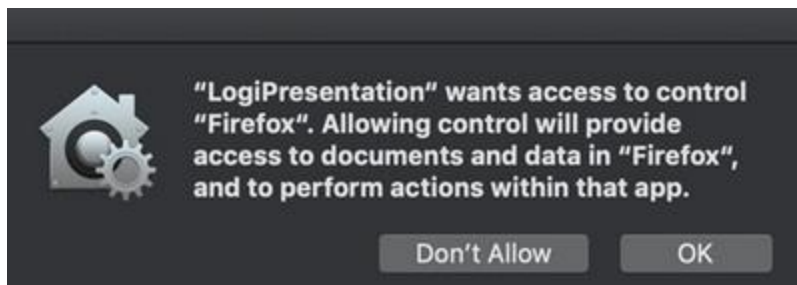 “LogiPresentation“ wants access to control
“Firefox“. Allowing control will provide
access to documents and data in “Firefox“,
and to perform actions within that app.
Don’t Allow
OK